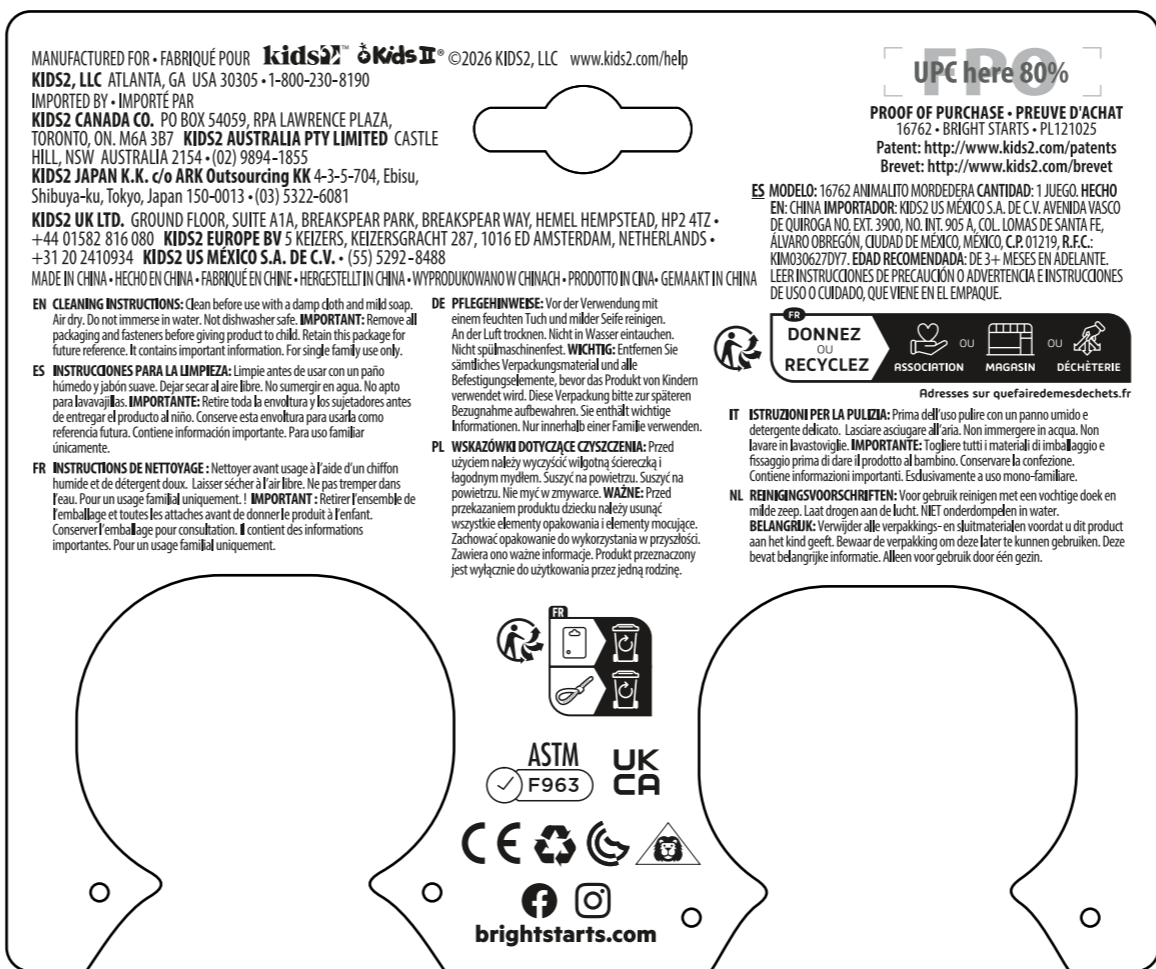 MANUFACTURED FOR • FABRIQUÉ POUR kids2™ Kids II® ©2026 KIDS2, LLC www.kids2.com/help
KIDS2, LLC ATLANTA, GA USA 30305 • 1-800-230-8190
IMPORTED BY • IMPORTÉ PAR
KIDS2 CANADA CO. PO BOX 54059, RPA LAWRENCE PLAZA,
TORONTO, ON. M6A 3B7 KIDS2 AUSTRALIA PTY LIMITED CASTLE
HILL, NSW AUSTRALIA 2154 • (02) 9894-1855
KIDS2 JAPAN K.K. c/o ARK Outsourcing KK 4-3-5-704, Ebisu,
Shibuya-ku, Tokyo, Japan 150-0013 • (03) 5322-6081
KIDS2 UK LTD. GROUND FLOOR, SUITE A1A, BREAKSPEAR PARK, BREAKSPEAR WAY, HEMEL HEMPSTEAD, HP2 4TZ •
+44 01582 816 080 KIDS2 EUROPE BV 5 KEIZERS, KEIZERSGRACHT 287, 1016 ED AMSTERDAM, NETHERLANDS •
+31 20 2410934 KIDS2 US MÉXICO S.A. DE C.V. • (55) 5292-8488
MADE IN CHINA • HECHO EN CHINA • FABRIQUÉ EN CHINE • HERGESTELLT IN CHINA • WYPRODUKOWANO W CHINACH • PRODOTTO IN CINA • GEMAAKT IN CHINA
FPO
UPC here 80%
PROOF OF PURCHASE • PREUVE D'ACHAT
16762 • BRIGHT STARTS • PL121025
Patent: http://www.kids2.com/patents
Brevet: http://www.kids2.com/brevet
ES MODELO: 16762 ANIMALITO MORDEDERA CANTIDAD: 1 JUEGO. HECHO
EN: CHINA IMPORTADOR: KIDS2 US MÉXICO S.A. DE C.V. AVENIDA VASCO
DE QUIROGA NO. EXT. 3900, NO. INT. 905 A, COL. LOMAS DE SANTA FE,
ÁLVARO OBREGÓN, CIUDAD DE MÉXICO, MÉXICO, C.P. 01219, R.F.C.:
KIM030627DY7. EDAD RECOMENDADA: DE 3+ MESES EN ADELANTE.
LEER INSTRUCCIONES DE PRECAUCIÓN O ADVERTENCIA E INSTRUCCIONES
DE USO O CUIDADO, QUE VIENE EN EL EMPAQUE.
EN CLEANING INSTRUCTIONS: Clean before use with a damp cloth and mild soap.
Air dry. Do not immerse in water. Not dishwasher safe. IMPORTANT: Remove all
packaging and fasteners before giving product to child. Retain this package for
future reference. It contains important information. For single family use only.
ES INSTRUCCIONES PARA LA LIMPIEZA: Limpie antes de usar con un paño
húmedo y jabón suave. Dejar secar al aire libre. No sumergir en agua. No apto
para lavavajillas. IMPORTANTE: Retire toda la envoltura y los sujetadores antes
de entregar el producto al niño. Conserve esta envoltura para usarla como
referencia futura. Contiene información importante. Para uso familiar
únicamente.
FR INSTRUCTIONS DE NETTOYAGE : Nettoyer avant usage à l'aide d'un chiffon
humide et de détergent doux. Laisser sécher à l'air libre. Ne pas tremper dans
l'eau. Pour un usage familial uniquement. ! IMPORTANT : Retirer l'ensemble de
l'emballage et toutes les attaches avant de donner le produit à l'enfant.
Conserver l'emballage pour consultation. Il contient des informations
importantes. Pour un usage familial uniquement.
DE PFLEGEHINWEISE: Vor der Verwendung mit
einem feuchten Tuch und milder Seife reinigen.
An der Luft trocknen. Nicht in Wasser eintauchen.
Nicht spülmaschinenfest. WICHTIG: Entfernen Sie
sämtliches Verpackungsmaterial und alle
Befestigungselemente, bevor das Produkt von Kindern
verwendet wird. Diese Verpackung bitte zur späteren
Bezugnahme aufbewahren. Sie enthält wichtige
Informationen. Nur innerhalb einer Familie verwenden.
PL WSKAZÓWKI DOTYCZĄCE CZYSZCZENIA: Przed
użyciem należy wyczyścić wilgotną ściereczką i
łagodnym mydłem. Suszyć na powietrzu. Suszyć na
powietrzu. Nie myć w zmywarce. WAŻNE: Przed
przekazaniem produktu dziecku należy usunąć
wszystkie elementy opakowania i elementy mocujące.
Zachować opakowanie do wykorzystania w przyszłości.
Zawiera ono ważne informacje. Produkt przeznaczony
jest wyłącznie do użytkowania przez jedną rodzinę.
FR
DONNEZ
OU
RECYCLEZ
ASSOCIATION OU MAGASIN OU DÉCHÈTERIE
Adresses sur quefairedemesdechets.fr
IT ISTRUZIONI PER LA PULIZIA: Prima dell'uso pulire con un panno umido e
detergente delicato. Lasciare asciugare all'aria. Non immergere in acqua. Non
lavare in lavastoviglie. IMPORTANTE: Togliere tutti i materiali di imballaggio e
fissaggio prima di dare il prodotto al bambino. Conservare la confezione.
Contiene informazioni importanti. Esclusivamente a uso mono-familiare.
NL REINIGINGSVOORSCHRIFTEN: Voor gebruik reinigen met een vochtige doek en
milde zeep. Laat drogen aan de lucht. NIET onderdompelen in water.
BELANGRIJK: Verwijder alle verpakkings- en sluitmaterialen voordat u dit product
aan het kind geeft. Bewaar de verpakking om deze later te kunnen gebruiken. Deze
bevat belangrijke informatie. Alleen voor gebruik door één gezin.
FR
ASTM
F963
UK
CA
CE
brightstarts.com